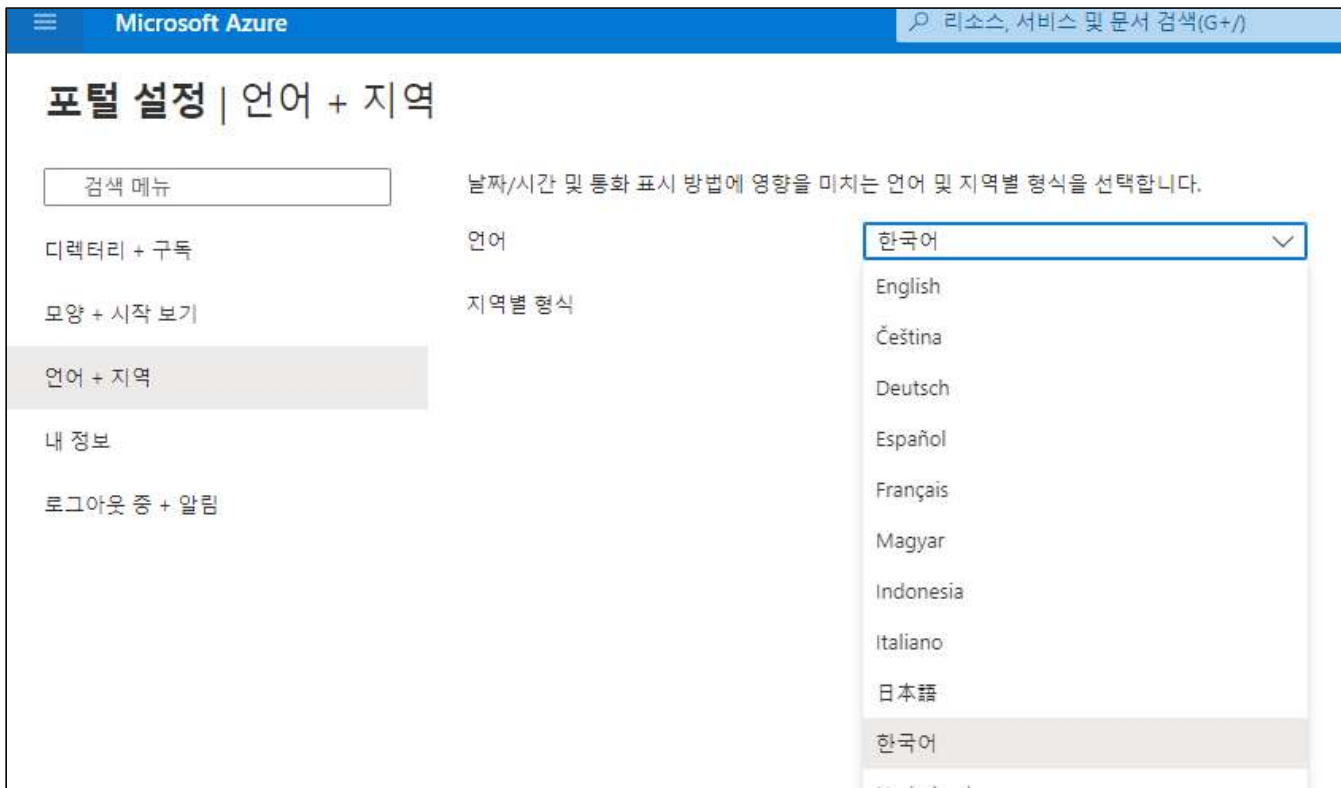 Microsoft Azure
리소스, 서비스 및 문서 검색(G+/)
포털 설정 | 언어 + 지역
검색 메뉴
디렉터리 + 구독
모양 + 시작 보기
언어 + 지역
내 정보
로그아웃 중 + 알림
날짜/시간 및 통화 표시 방법에 영향을 미치는 언어 및 지역별 형식을 선택합니다.
언어
한국어
지역별 형식
English
Čeština
Deutsch
Español
Français
Magyar
Indonesia
Italiano
日本語
한국어